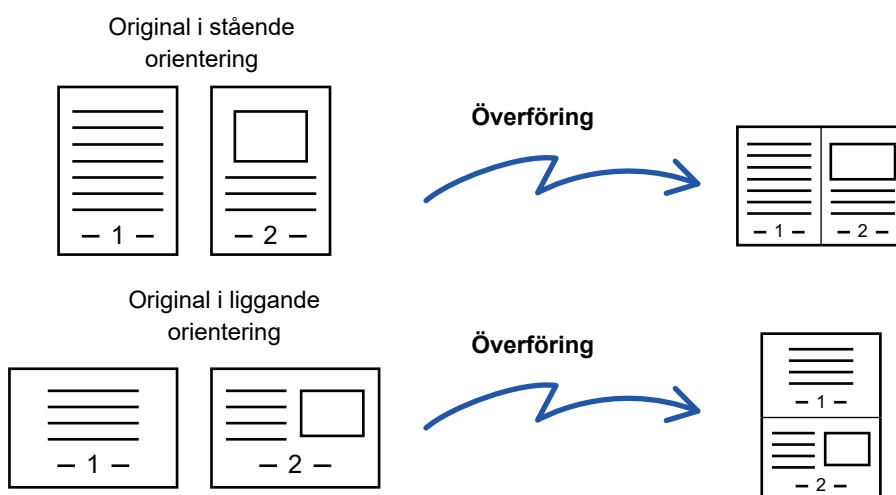 Original i stående
orientering
Överföring
– 1 –
– 2 –
– 1 –
– 2 –
Original i liggande
orientering
Överföring
– 1 –
– 1 –
– 2 –
– 2 –